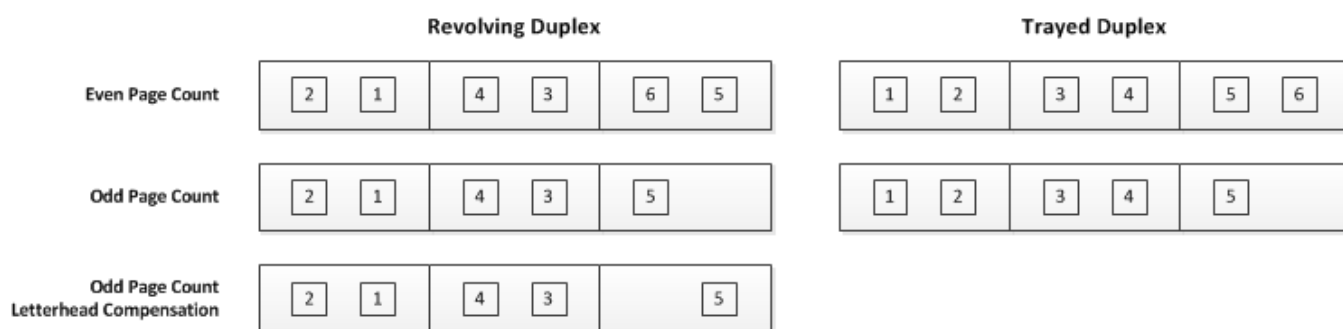 Revolving Duplex Trayed Duplex
Even Page Count 2 1 4 3 6 5 1 2 3 4 5 6
Odd Page Count 2 1 4 3 5 1 2 3 4 5
Odd Page Count
Letterhead Compensation 2 1 4 3 5